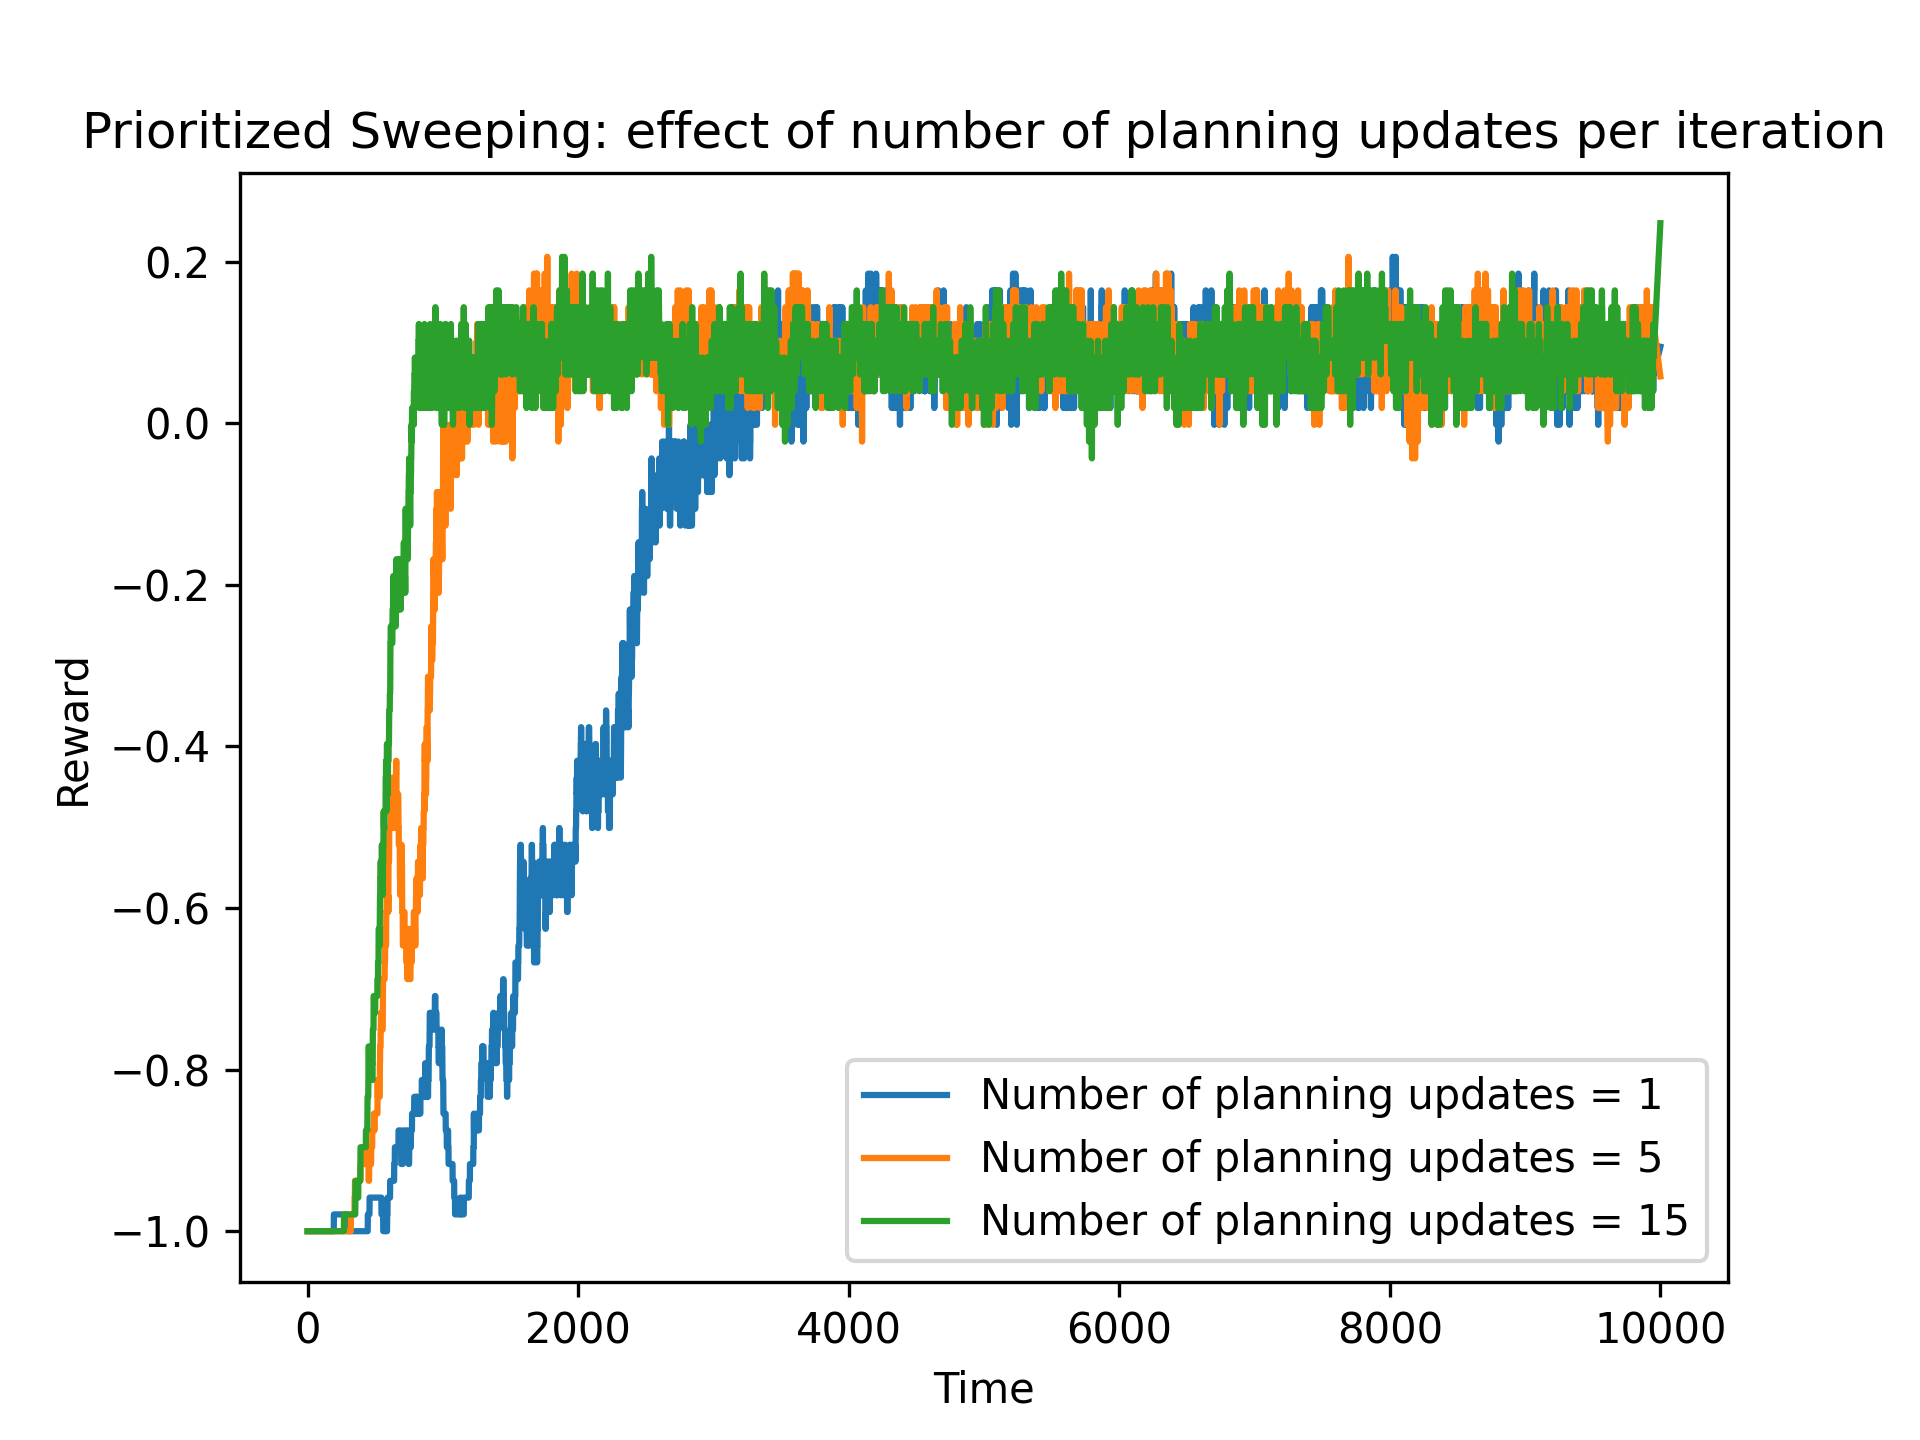 Prioritized Sweeping: effect of number of planning updates per iteration
0.2
0.0
−0.2
−0.4
−0.6
−0.8
−1.0
Reward
Number of planning updates = 1
Number of planning updates = 5
Number of planning updates = 15
0 2000 4000 6000 8000 10000
Time